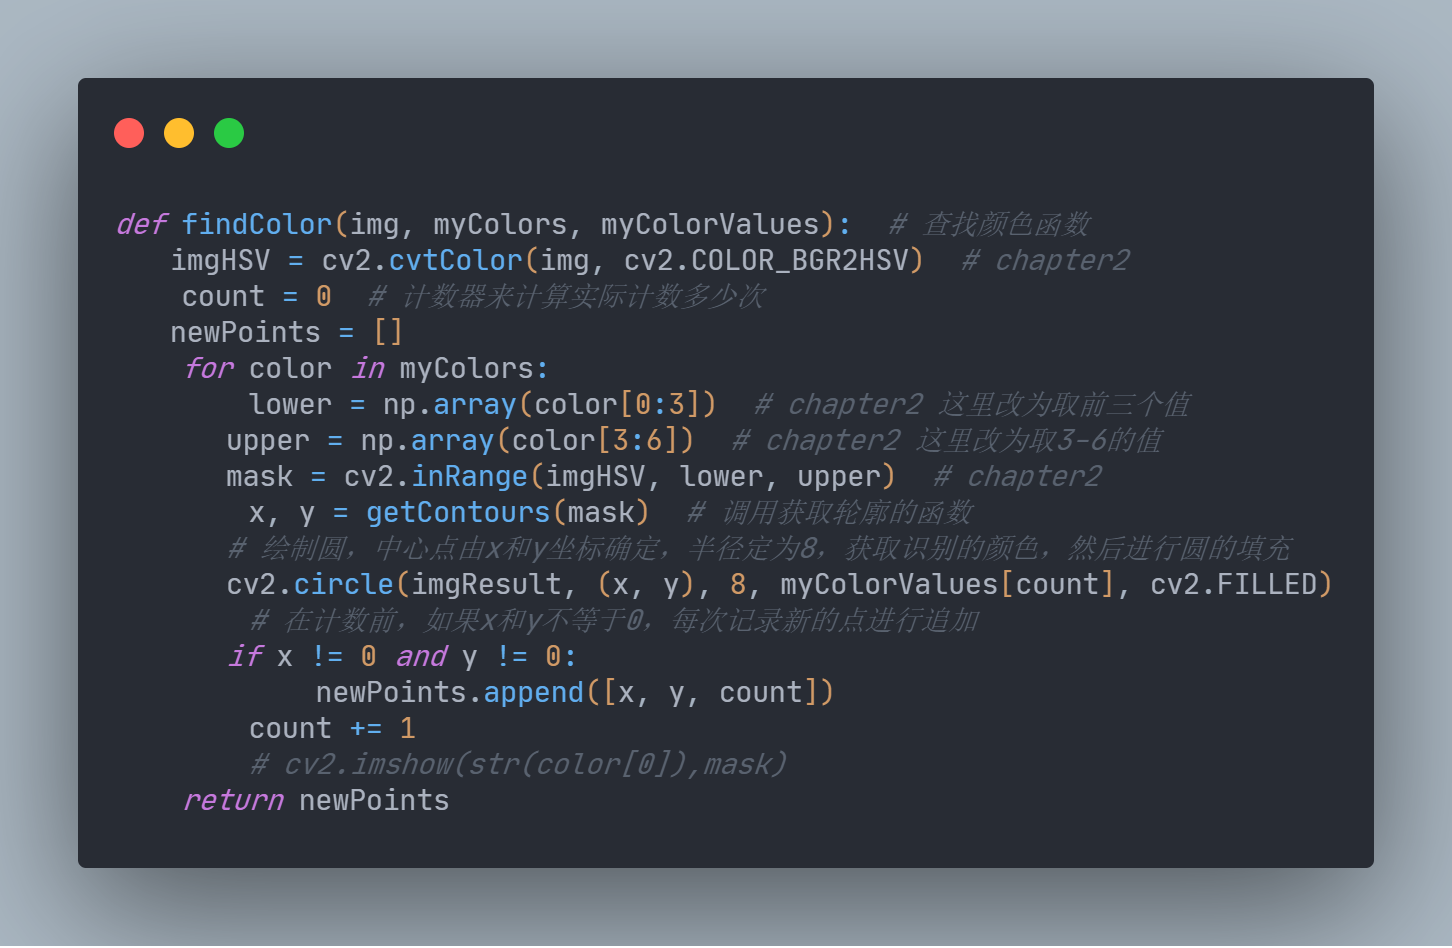 def findColor(img, myColors, myColorValues):  # 查找颜色函数
    imgHSV = cv2.cvtColor(img, cv2.COLOR_BGR2HSV)  # chapter2
    count = 0  # 计数器来计算实际计数多少次
    newPoints = []
    for color in myColors:
        lower = np.array(color[0:3])  # chapter2 这里改为取前三个值
        upper = np.array(color[3:6])  # chapter2 这里改为取3-6的值
        mask = cv2.inRange(imgHSV, lower, upper)  # chapter2
        x, y = getContours(mask)  # 调用获取轮廓的函数
        # 绘制圆，中心点由x和y坐标确定，半径定为8，获取识别的颜色，然后进行圆的填充
        cv2.circle(imgResult, (x, y), 8, myColorValues[count], cv2.FILLED)
        # 在计数前，如果x和y不等于0，每次记录新的点进行追加
        if x != 0 and y != 0:
            newPoints.append([x, y, count])
        count += 1
        # cv2.imshow(str(color[0]),mask)
    return newPoints